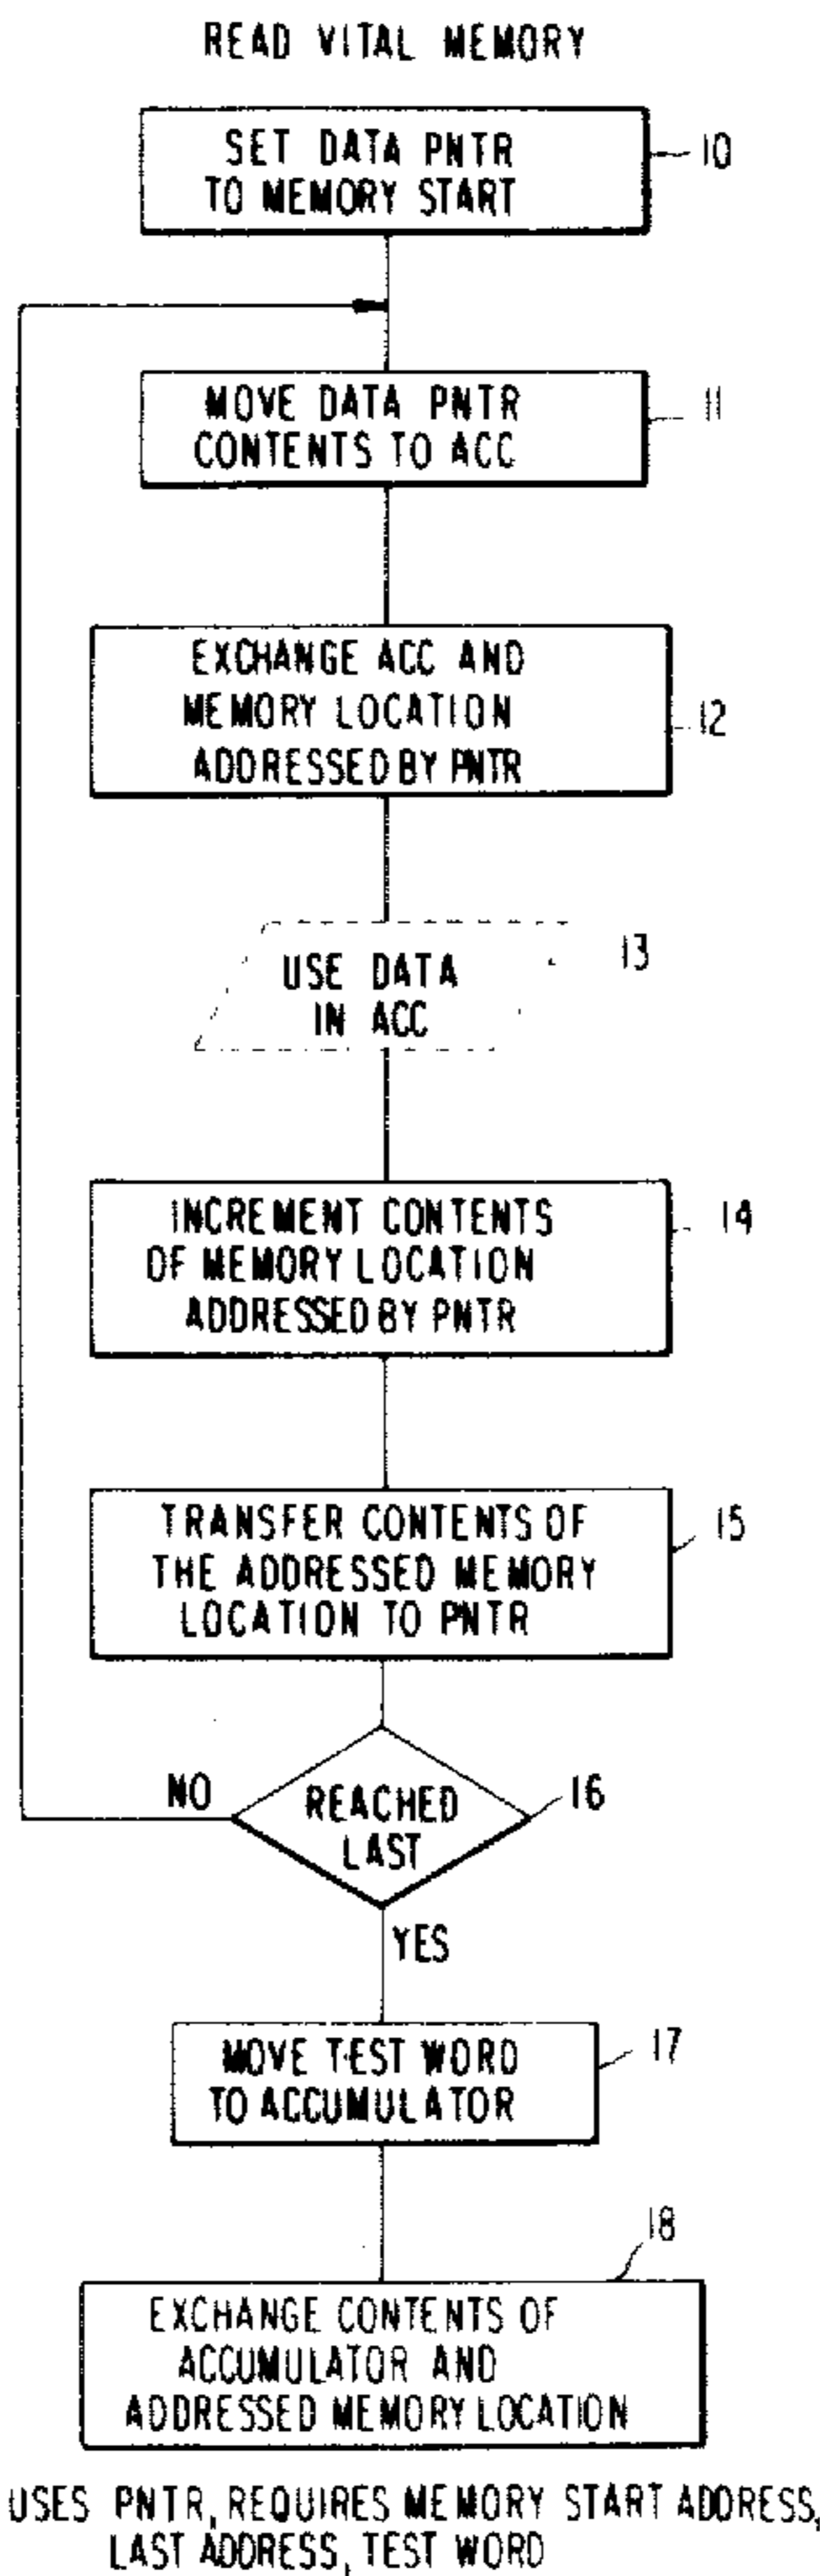 READ VITAL MEMORY
SET DATA PNTR
TO MEMORY START
10
MOVE DATA PNTR
CONTENTS TO ACC
11
EXCHANGE ACC AND
MEMORY LOCATION
ADDRESSED BY PNTR
12
USE DATA
IN ACC
13
INCREMENT CONTENTS
OF MEMORY LOCATION
ADDRESSED BY PNTR
14
TRANSFER CONTENTS OF
THE ADDRESSED MEMORY
LOCATION TO PNTR
15
NO
REACHED
LAST
16
YES
MOVE TEST WORD
TO ACCUMULATOR
17
18
EXCHANGE CONTENTS OF
ACCUMULATOR AND
ADDRESSED MEMORY LOCATION
USES PNTR, REQUIRES MEMORY START ADDRESS,
LAST ADDRESS, TEST WORD